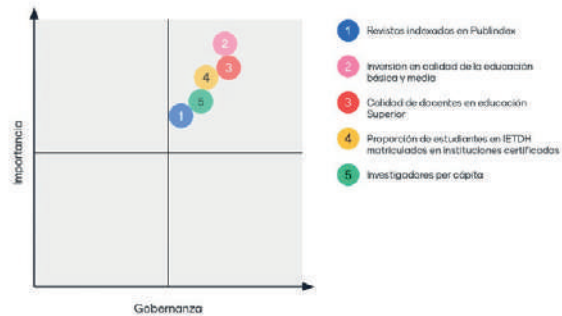 Importancia
2
3
4
5
1
Gobernanza
1 Revistas indexadas en Publindex
2 Inversión en calidad de la educación
básica y media
3 Calidad de docentes en educación
Superior
4 Proporción de estudiantes en IETDH
matriculados en instituciones certificadas
5 Investigadores per cápita